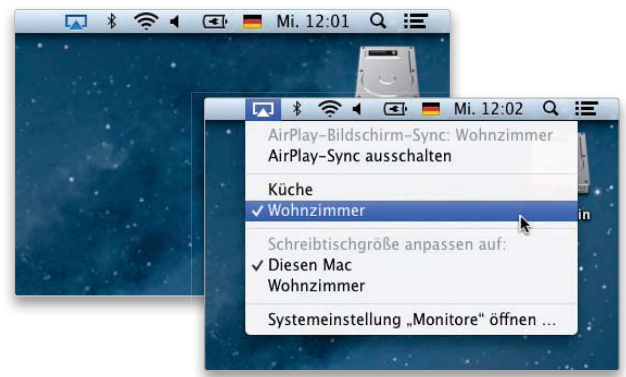 Mi. 12:01
Mi. 12:02
AirPlay-Bildschirm-Sync: Wohnzimmer
AirPlay-Sync ausschalten
Küche
✓ Wohnzimmer
in
Schreibtischgröße anpassen auf:
✓ Diesen Mac
Wohnzimmer
Systemeinstellung „Monitore“ öffnen ...